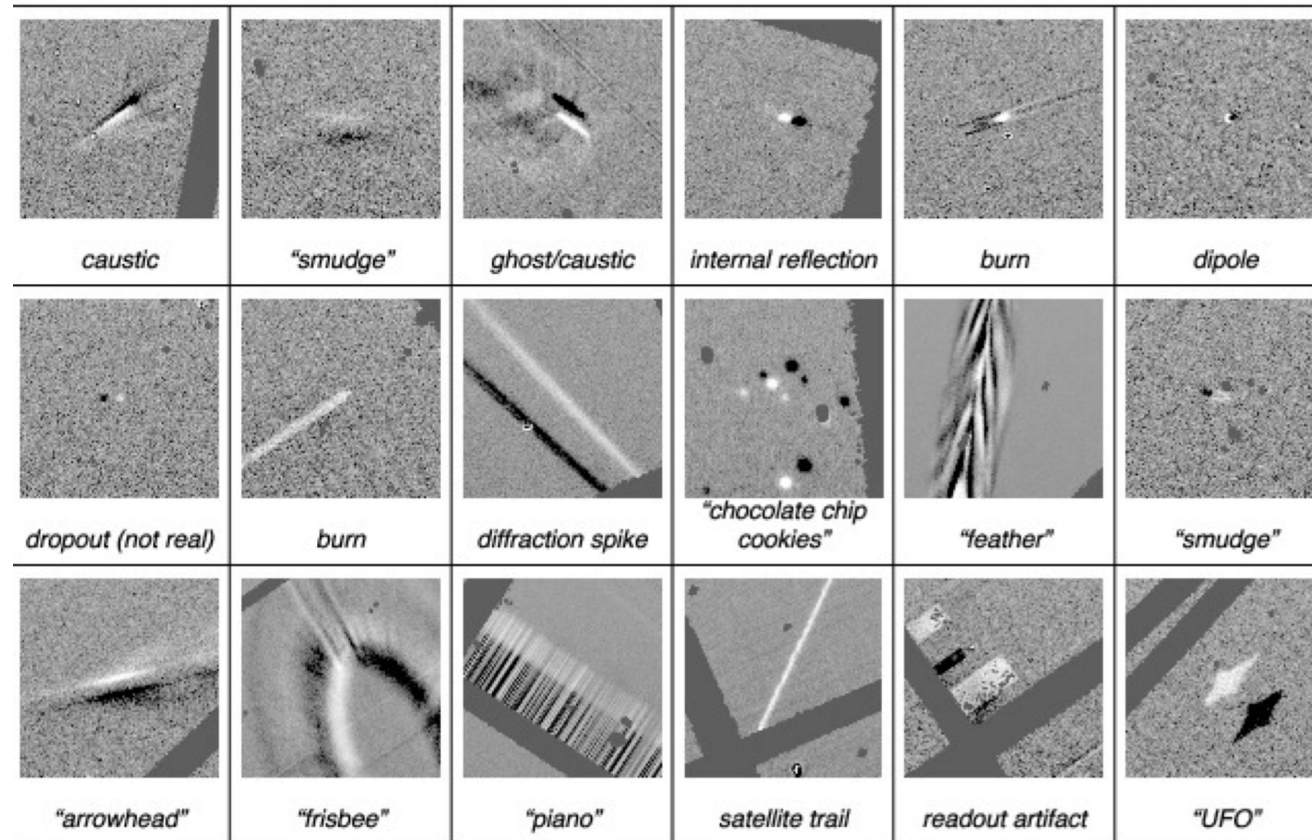 caustic
“smudge”
ghost/caustic
internal reflection
burn
dipole
dropout (not real)
burn
diffraction spike
“chocolate chip
cookies”
“feather”
“smudge”
“arrowhead”
“frisbee”
“piano”
satellite trail
readout artifact
“UFO”